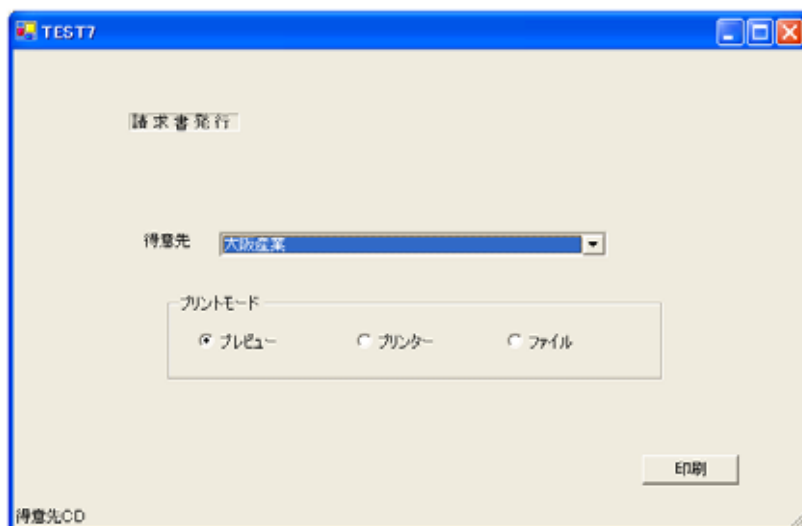 TEST7
請求書発行
得意先 大阪産業
プリントモード
プレビュー プリンター ファイル
印刷
得意先CD